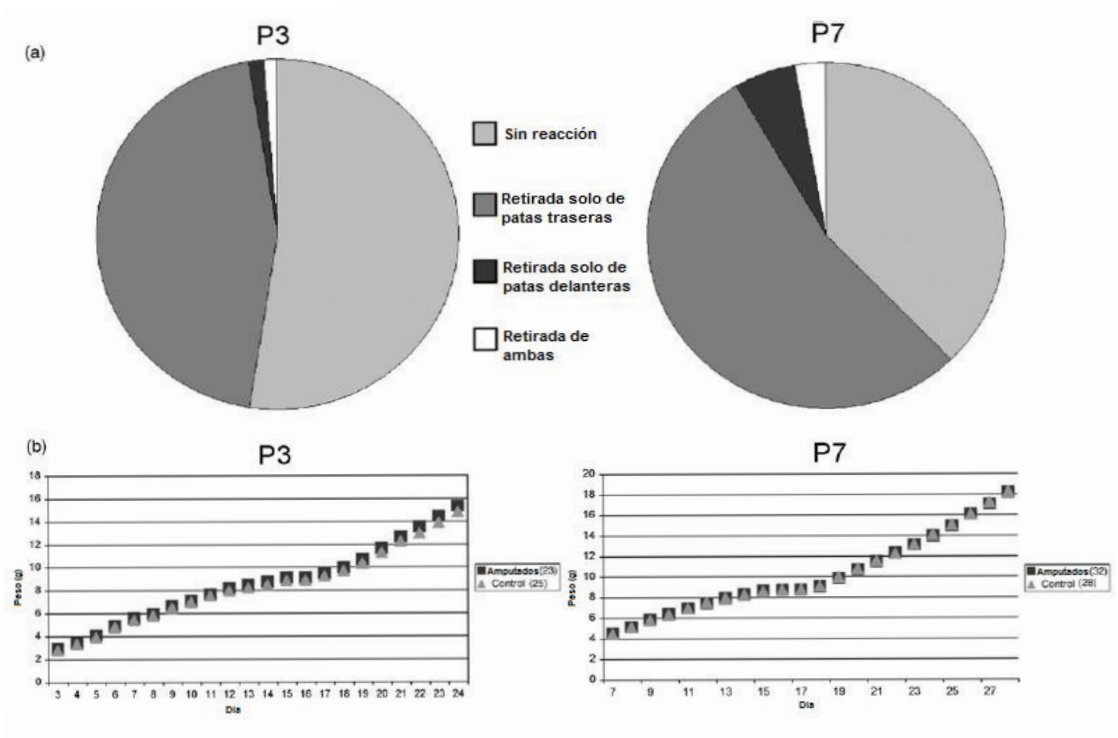 (a)
P3
P7
Sin reacción
Retirada solo de
patas traseras
Retirada solo de
patas delanteras
Retirada de
ambas
(b)
P3
18
16
14
12
10
8
6
4
2
0
Peso (g)
3 4 5 6 7 8 9 10 11 12 13 14 15 16 17 18 19 20 21 22 23 24
Dia
Amputados (23)
Control (25)
P7
20
18
16
14
12
10
8
6
4
2
0
Peso (g)
7 9 11 13 15 17 19 21 23 25 27
Dia
Amputados (32)
Control (28)